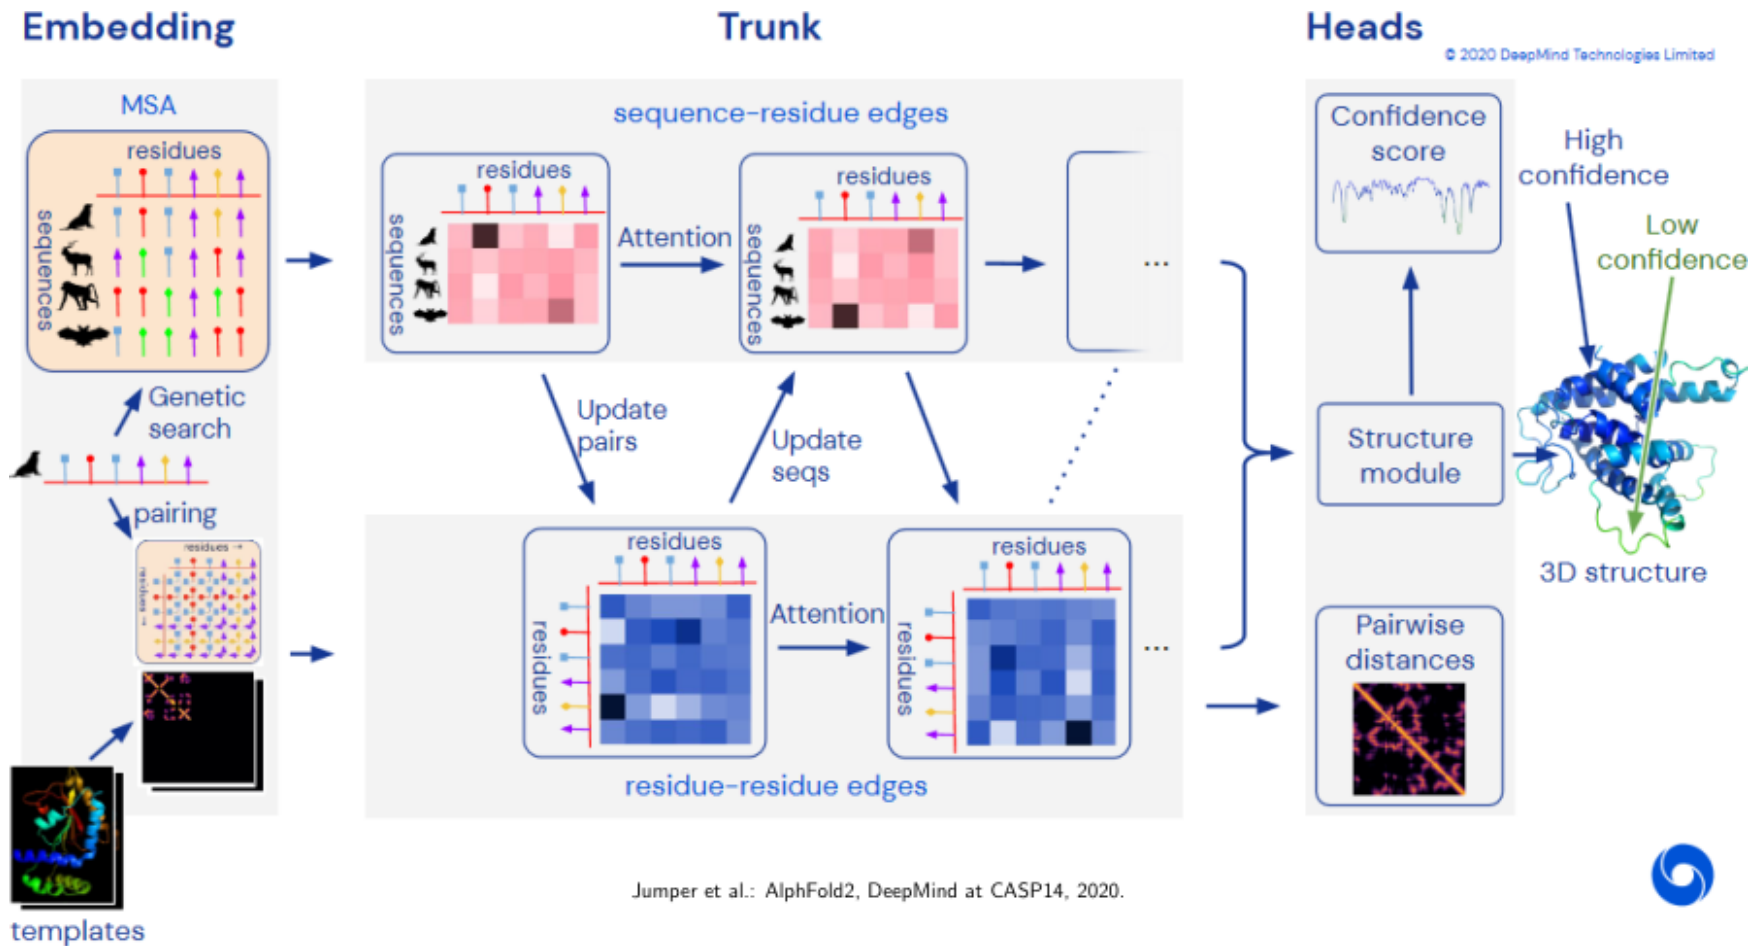 Embedding
Trunk
Heads
© 2020 DeepMind Technologies Limited
MSA
residues
sequences
Genetic
search
pairing
residues →
residues →
templates
sequence-residue edges
residues
sequences
Attention
residues
sequences
...
Update
pairs
Update
seqs
residues
residues
Attention
residues
residues
...
residue-residue edges
Confidence
score
High
confidence
Low
confidence
Structure
module
3D structure
Pairwise
distances
Jumper et al.: AlphFold2, DeepMind at CASP14, 2020.